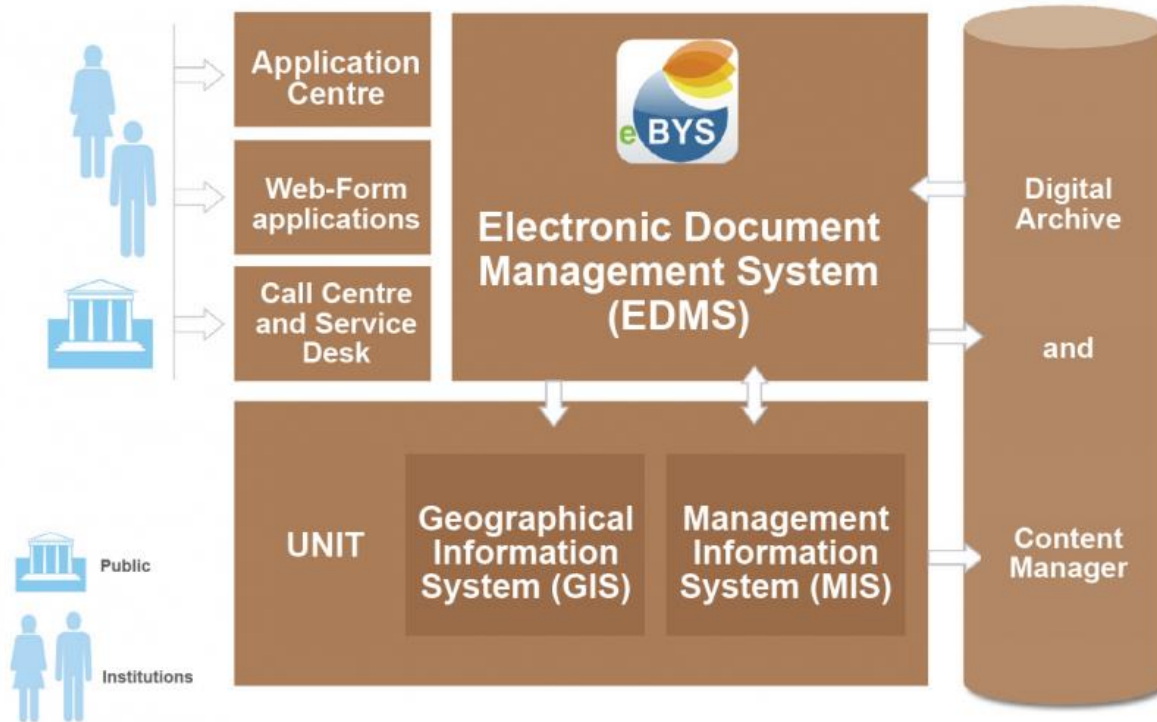 Application
Centre
Web-Form
applications
Call Centre
and Service
Desk
e BYS
Electronic Document
Management System
(EDMS)
Digital
Archive
and
Content
Manager
UNIT
Geographical
Information
System (GIS)
Management
Information
System (MIS)
Public
Institutions